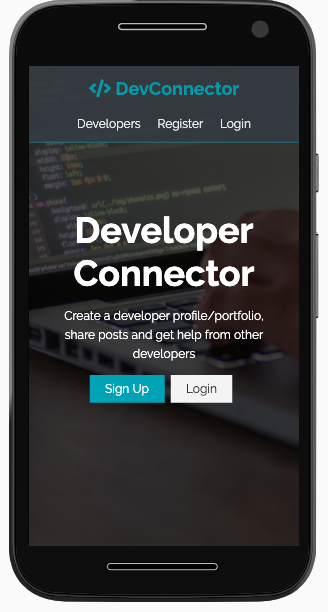 </> DevConnector
Developers Register Login
Developer
Connector
Create a developer profile/portfolio,
share posts and get help from other
developers
Sign Up Login